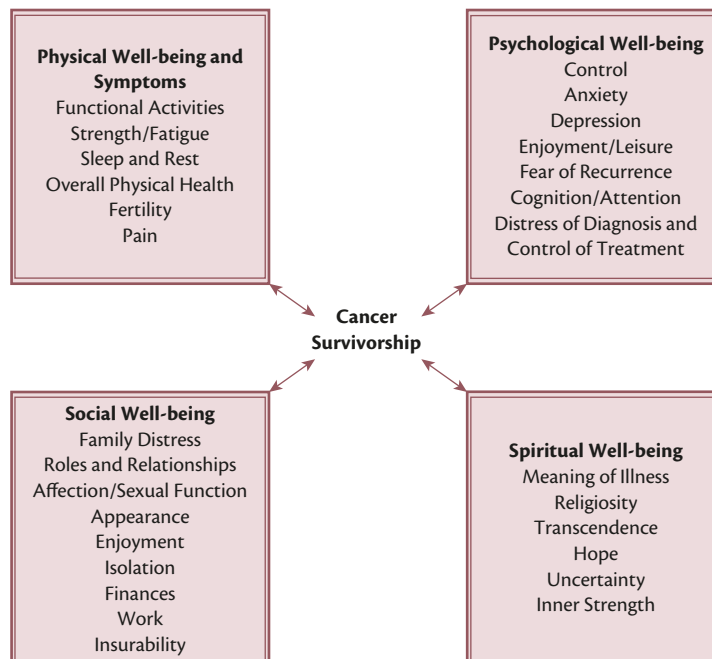 Physical Well-being and
Symptoms
Functional Activities
Strength/Fatigue
Sleep and Rest
Overall Physical Health
Fertility
Pain
Psychological Well-being
Control
Anxiety
Depression
Enjoyment/Leisure
Fear of Recurrence
Cognition/Attention
Distress of Diagnosis and
Control of Treatment
Cancer
Survivorship
Social Well-being
Family Distress
Roles and Relationships
Affection/Sexual Function
Appearance
Enjoyment
Isolation
Finances
Work
Insurability
Spiritual Well-being
Meaning of Illness
Religiosity
Transcendence
Hope
Uncertainty
Inner Strength